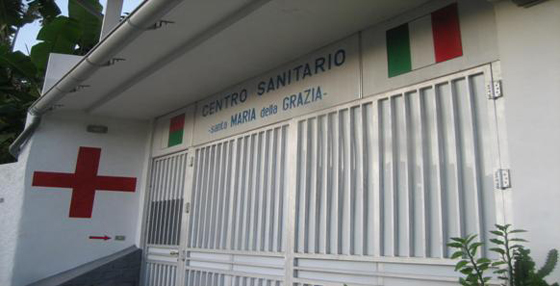 CENTRO SANITARIO
-santa MARIA della GRAZIA-